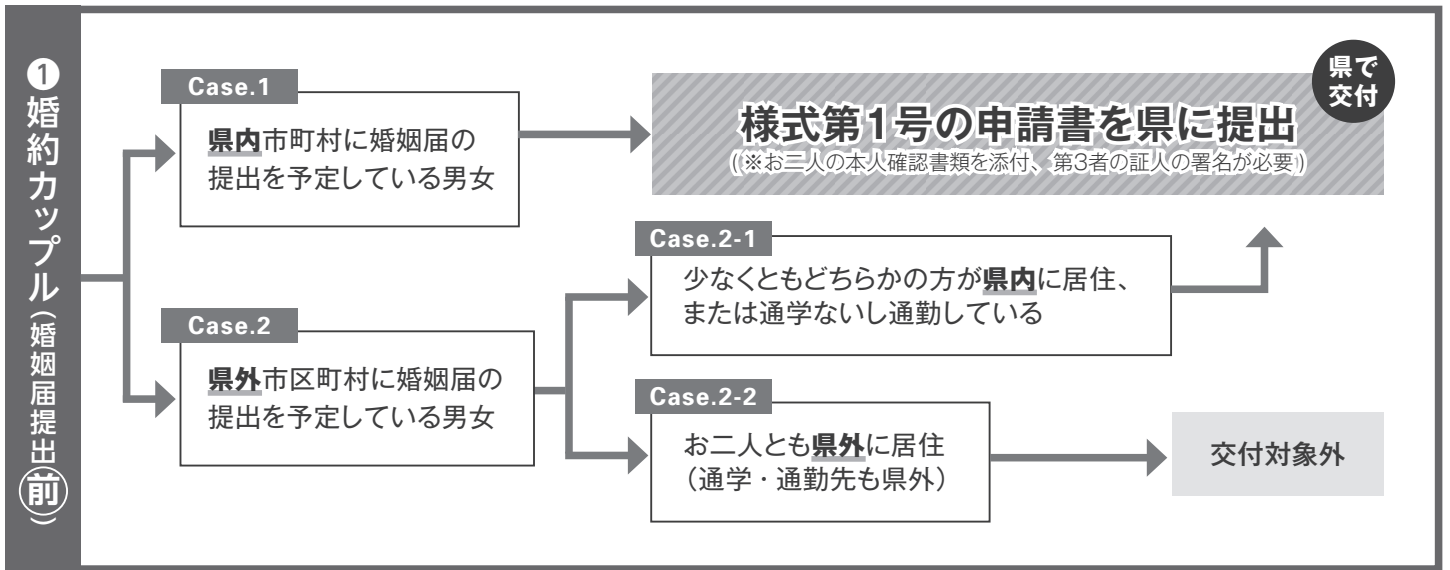 ❶婚約カップル（婚姻届提出前）
Case.1
県内市町村に婚姻届の
提出を予定している男女
県で
交付
様式第1号の申請書を県に提出
(※お二人の本人確認書類を添付、第3者の証人の署名が必要)
Case.2
県外市区町村に婚姻届の
提出を予定している男女
Case.2-1
少なくともどちらかの方が県内に居住、
または通学ないし通勤している
Case.2-2
お二人とも県外に居住
（通学・通勤先も県外）
交付対象外